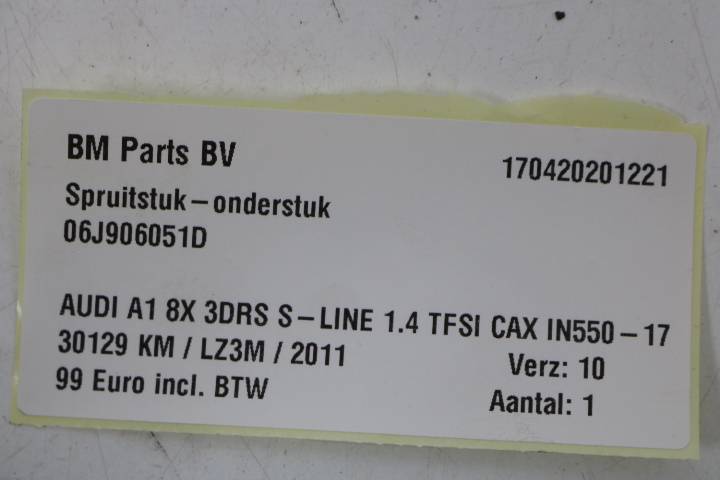 BM Parts BV 170420201221
Spruitstuk-onderstuk
06J906051D
AUDI A1 8X 3DRS S-LINE 1.4 TFSI CAX IN550-17
30129 KM / LZ3M / 2011 Verz: 10
99 Euro incl. BTW Aantal: 1